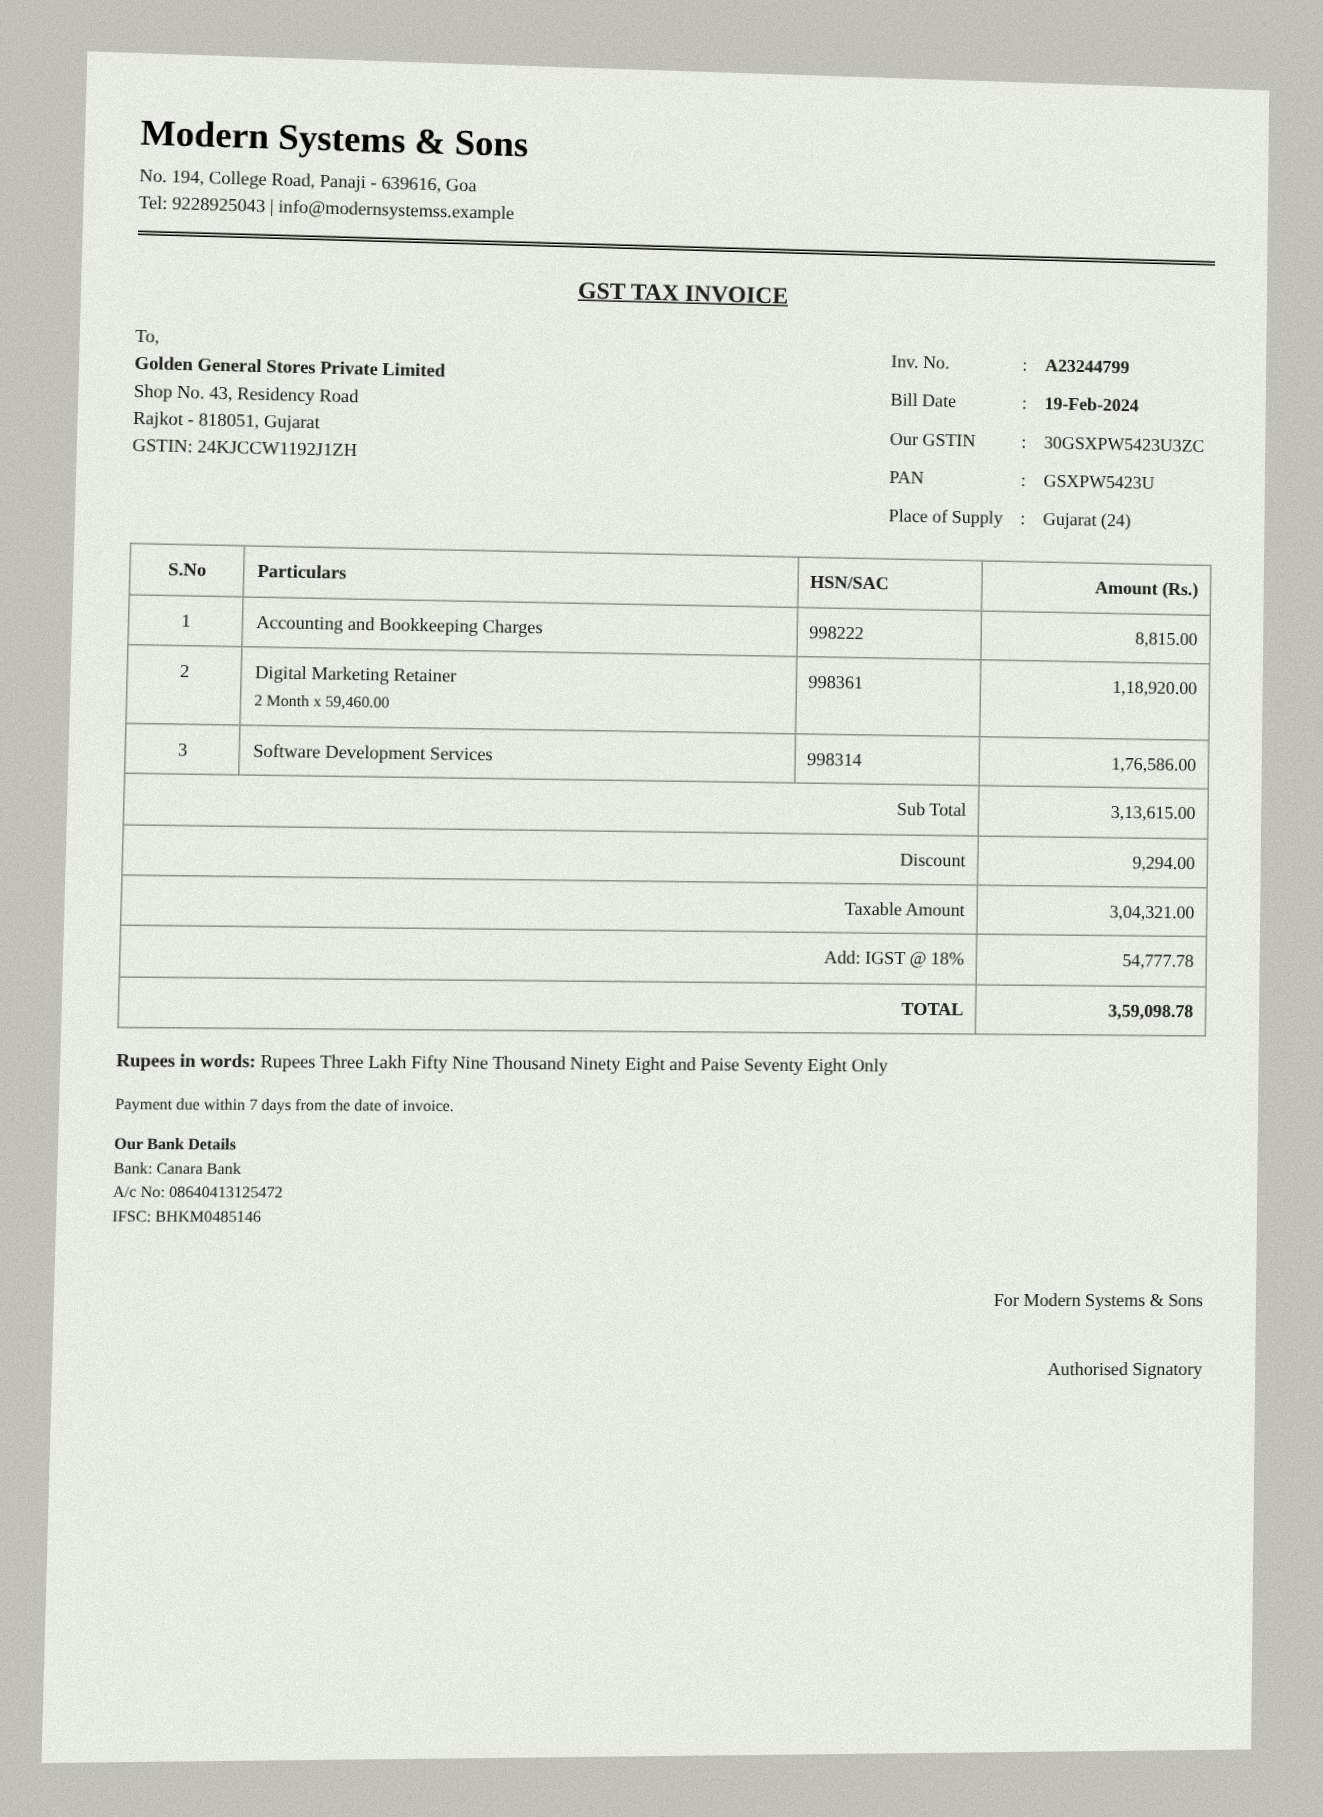 Modern Systems & Sons
No. 194, College Road, Panaji - 639616, Goa
Tel: 9228925043 | info@modernsystemss.example
GST TAX INVOICE
To,
Golden General Stores Private Limited
Shop No. 43, Residency Road
Rajkot - 818051, Gujarat
GSTIN: 24KJCCW1192J1ZH
Inv. No. : A23244799
Bill Date : 19-Feb-2024
Our GSTIN : 30GSXPW5423U3ZC
PAN : GSXPW5423U
Place of Supply : Gujarat (24)
S.No Particulars HSN/SAC Amount (Rs.)
1 Accounting and Bookkeeping Charges 998222 8,815.00
2 Digital Marketing Retainer 998361 1,18,920.00
2 Month x 59,460.00
3 Software Development Services 998314 1,76,586.00
Sub Total 3,13,615.00
Discount 9,294.00
Taxable Amount 3,04,321.00
Add: IGST @ 18% 54,777.78
TOTAL 3,59,098.78
Rupees in words: Rupees Three Lakh Fifty Nine Thousand Ninety Eight and Paise Seventy Eight Only
Payment due within 7 days from the date of invoice.
Our Bank Details
Bank: Canara Bank
A/c No: 08640413125472
IFSC: BHKM0485146
For Modern Systems & Sons
Authorised Signatory